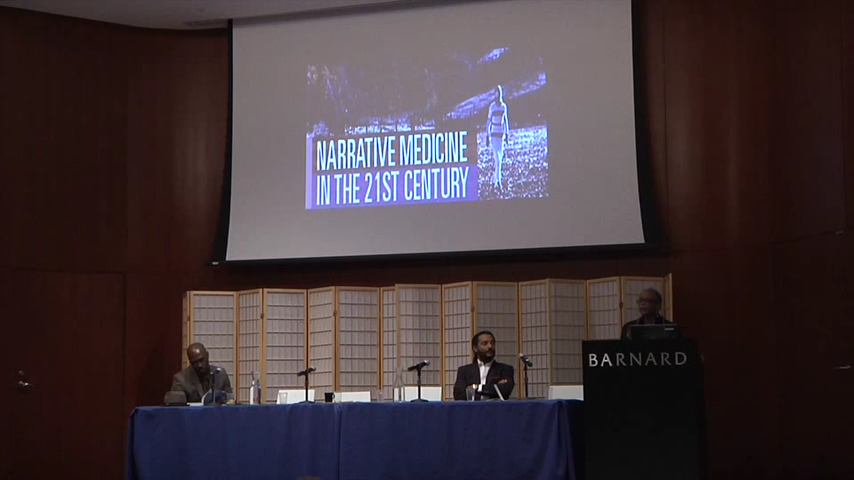 NARRATIVE MEDICINE
IN THE 21ST CENTURY
BARNARD